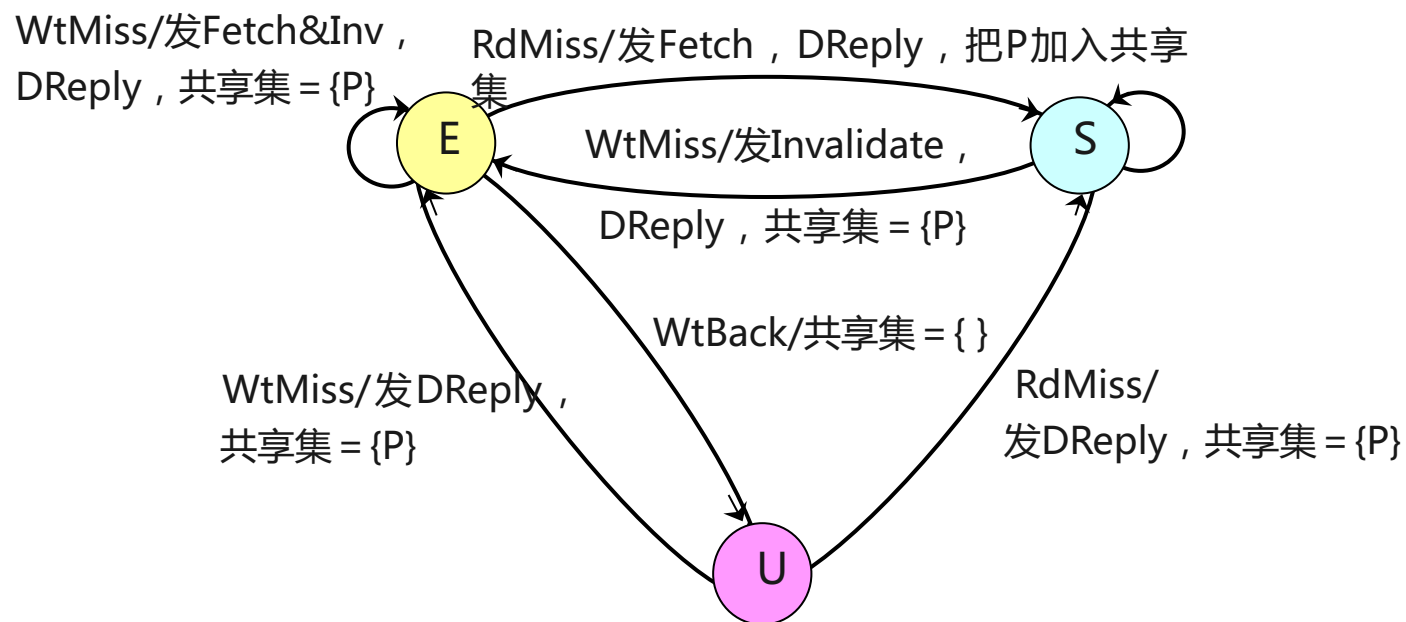 WtMiss/发Fetch&Inv，
DReply，共享集＝{P}
RdMiss/发Fetch，DReply，把P加入共享
集
E
S
WtMiss/发Invalidate，
DReply，共享集＝{P}
WtBack/共享集＝{ }
WtMiss/发DReply，
共享集＝{P}
RdMiss/
发DReply，共享集＝{P}
U